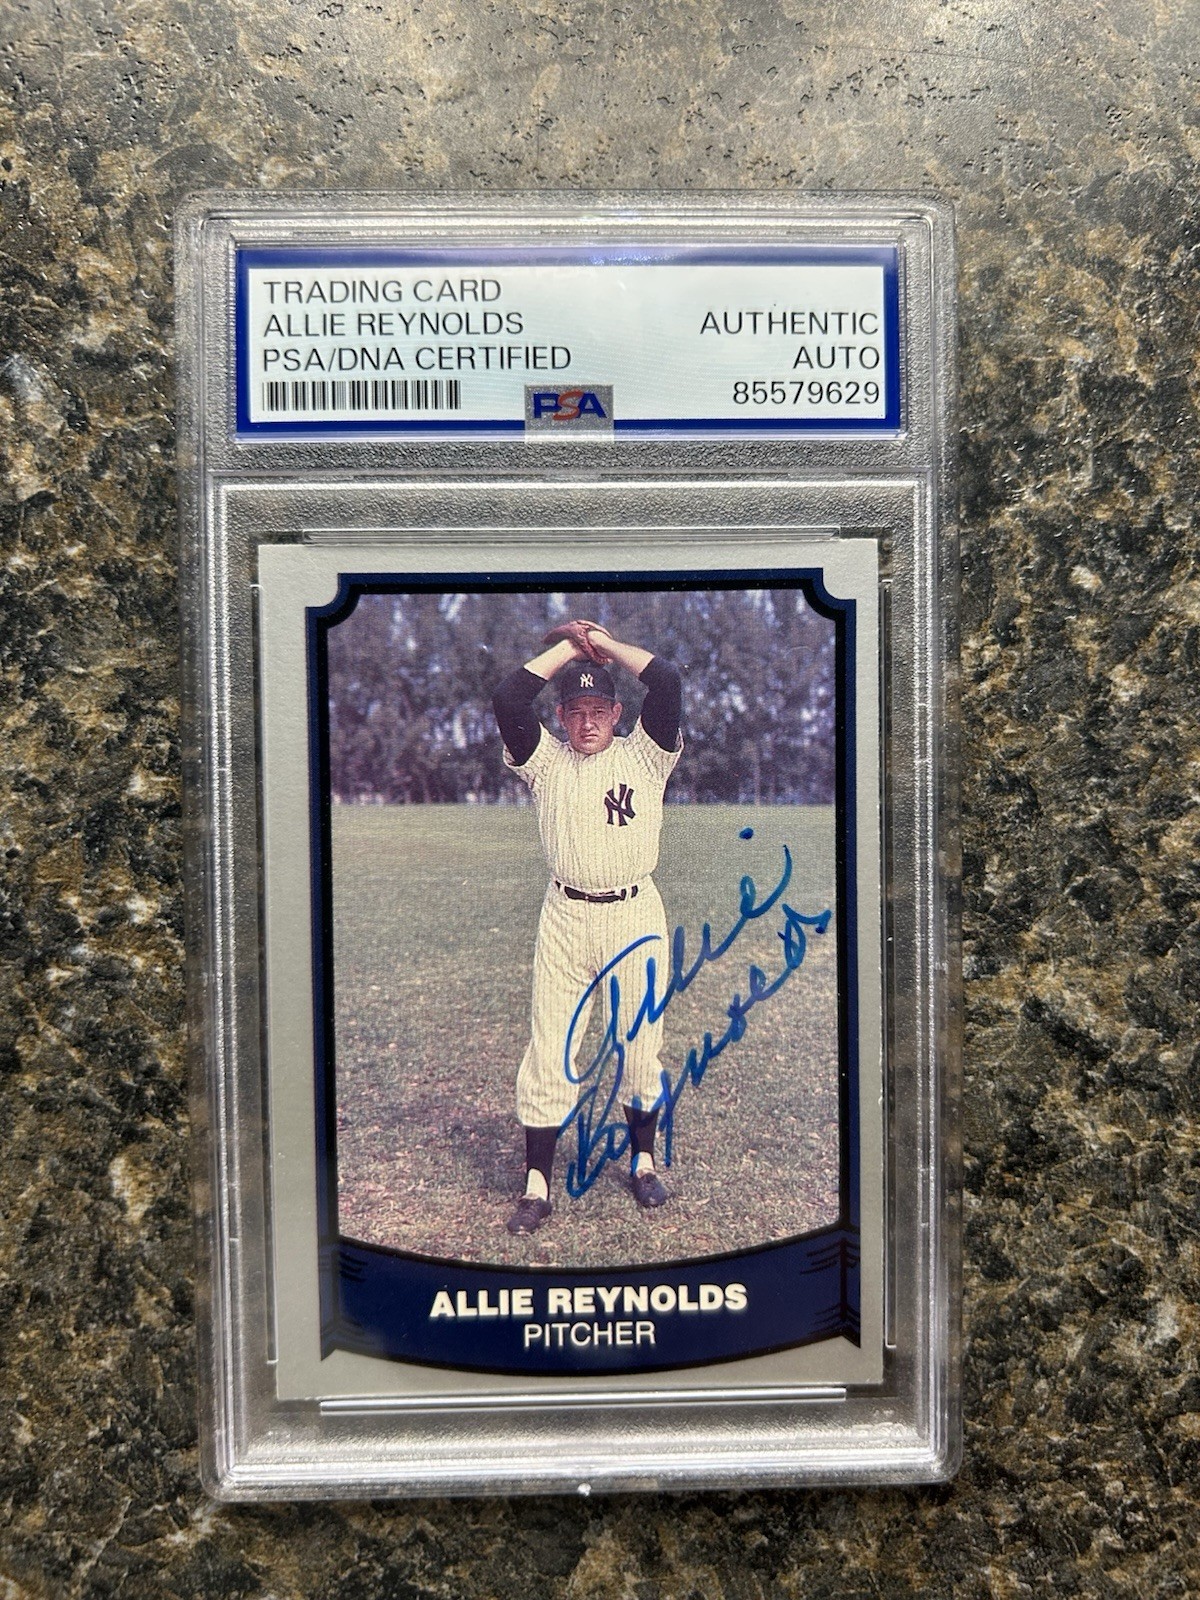 TRADING CARD
ALLIE REYNOLDS
PSA/DNA CERTIFIED
AUTHENTIC
AUTO
85579629
PSA
NY
NY
Allie
Reynolds
ALLIE REYNOLDS
PITCHER